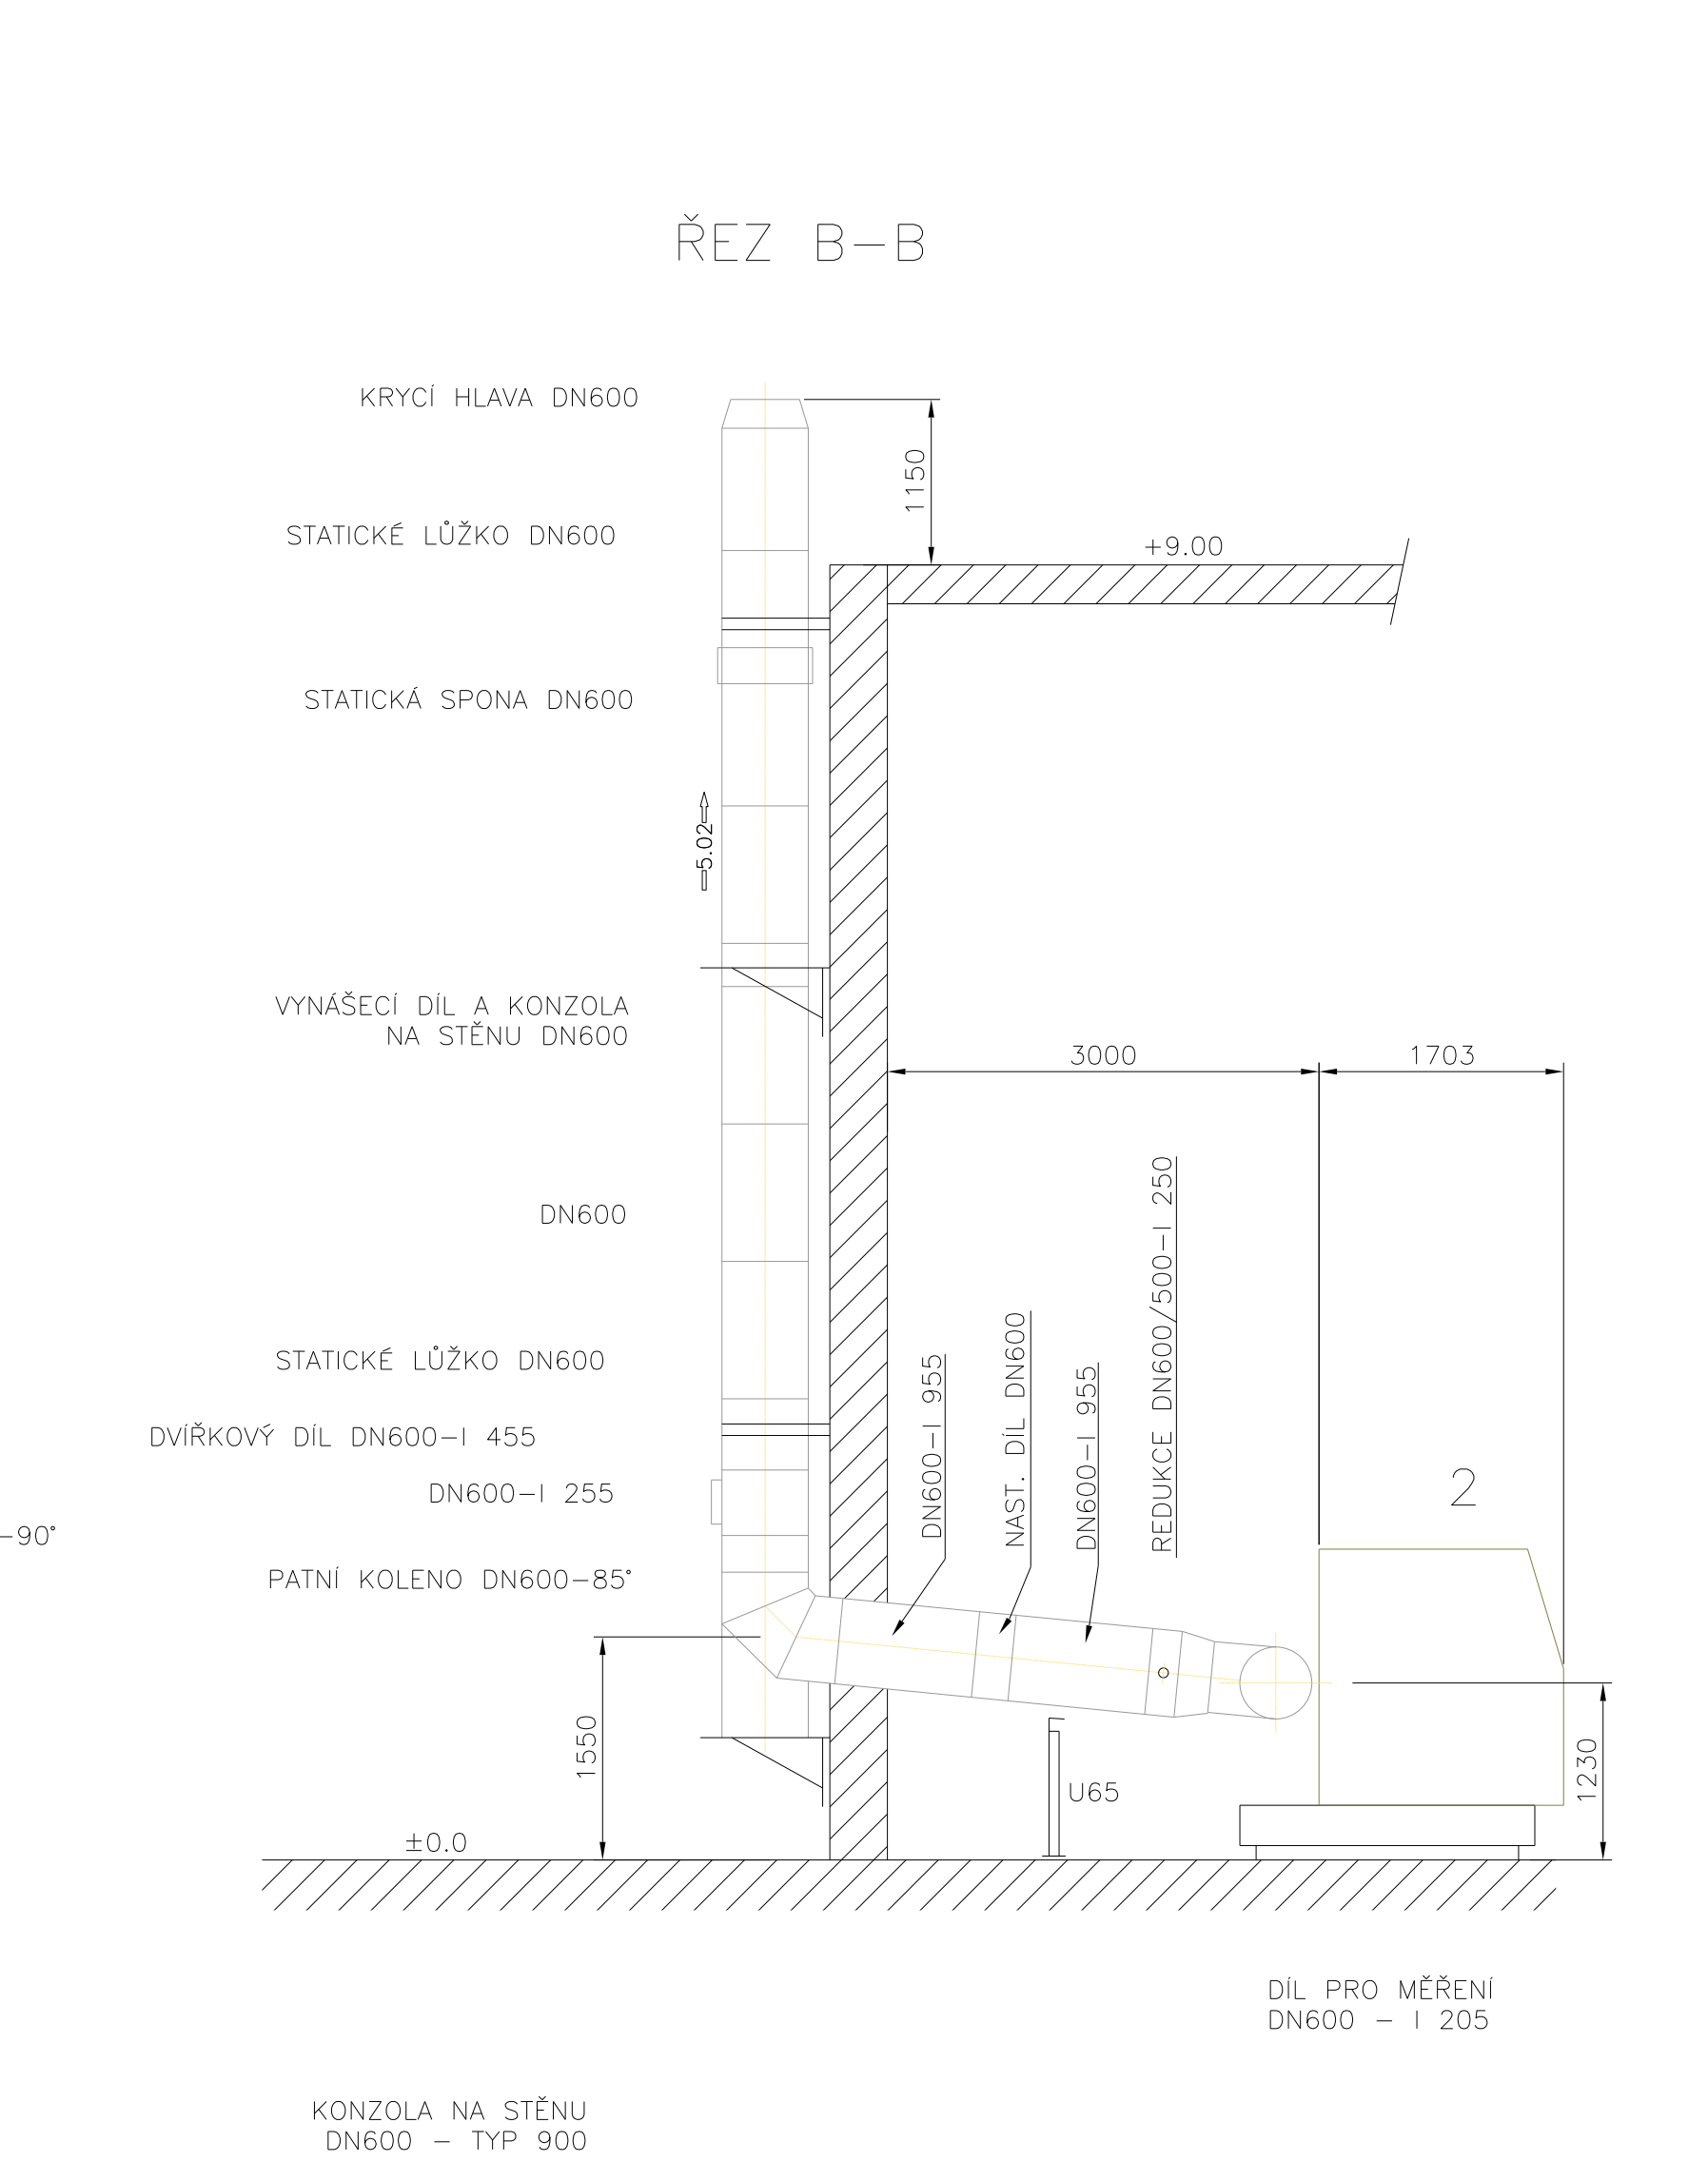 ŘEZ B–B
KRYCÍ HLAVA DN600
1150
STATICKÉ LŮŽKO DN600
+9.00
STATICKÁ SPONA DN600
5.02
VYNÁŠECÍ DÍL A KONZOLA
NA STĚNU DN600
3000
1703
DN600
REDUKCE DN600/500–l 250
STATICKÉ LŮŽKO DN600
DN600–l 955
NAST. DÍL DN600
DN600–l 955
DVÍŘKOVÝ DÍL DN600–l 455
DN600–l 255
2
–90°
PATNÍ KOLENO DN600–85°
1550
U65
1230
±0.0
DÍL PRO MĚŘENÍ
DN600 – l 205
KONZOLA NA STĚNU
DN600 – TYP 900